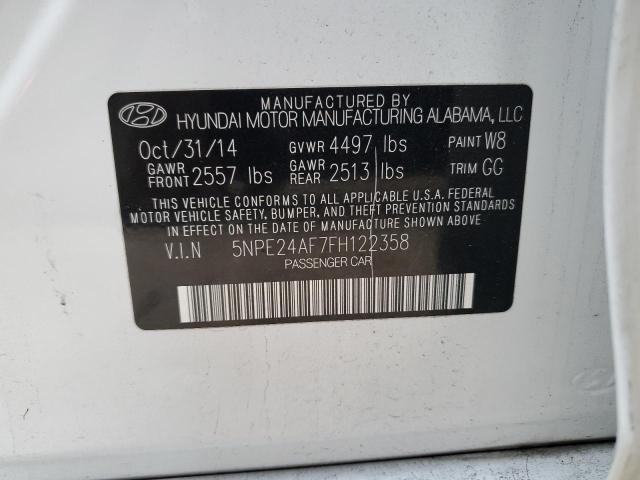 MANUFACTURED BY
HYUNDAI MOTOR MANUFACTURING ALABAMA, LLC
Oct/31/14 GVWR 4497 lbs PAINT W8
GAWR FRONT 2557 lbs GAWR REAR 2513 lbs TRIM GG
THIS VEHICLE CONFORMS TO ALL APPLICABLE U.S.A. FEDERAL
MOTOR VEHICLE SAFETY, BUMPER, AND THEFT PREVENTION STANDARDS
IN EFFECT ON THE DATE OF MANUFACTURE SHOWN ABOVE
V.I.N 5NPE24AF7FH122358
PASSENGER CAR